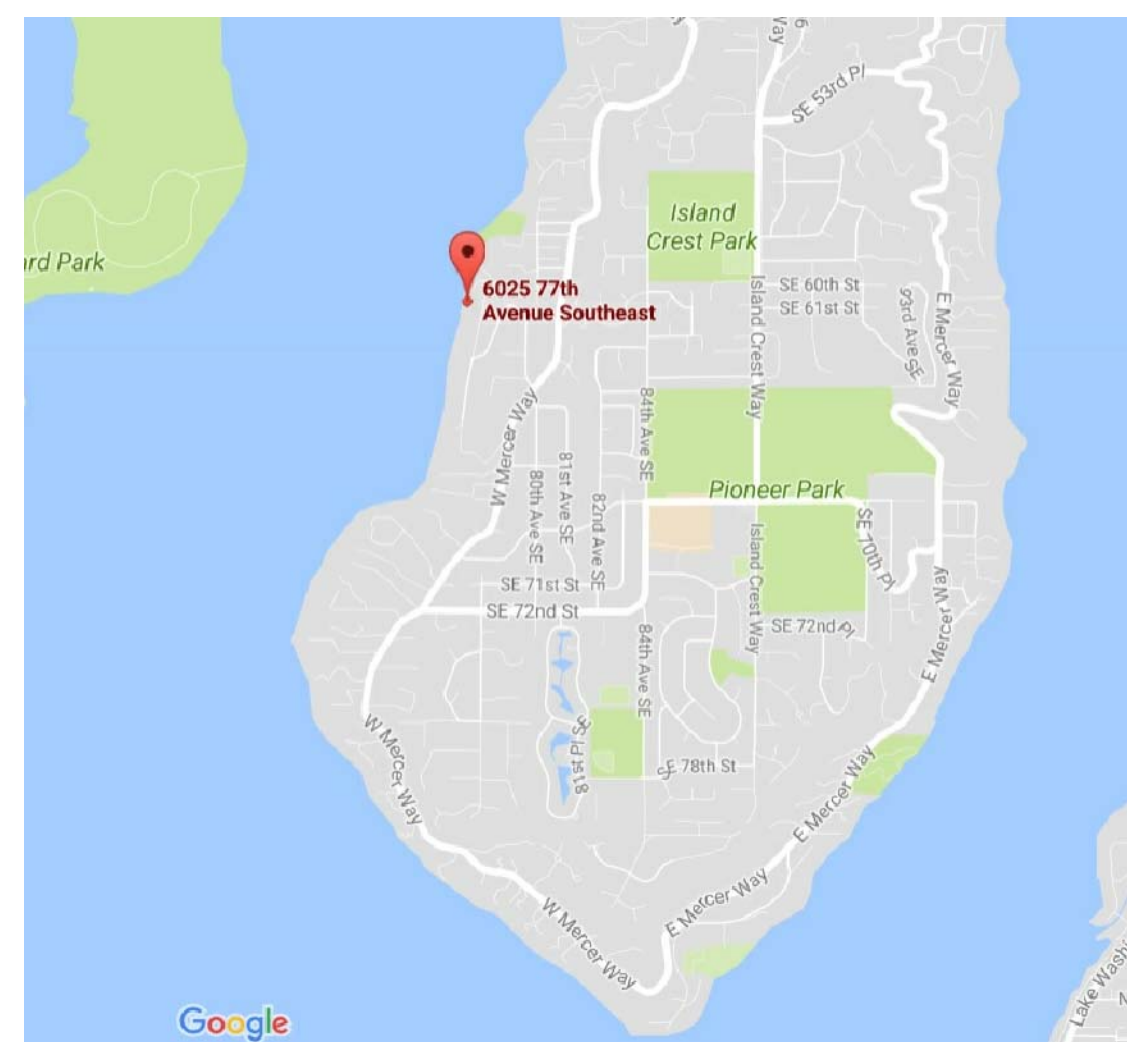 Way
SE 53rd Pl
Island
Crest Park
ard Park
6025 77th
Avenue Southeast
SE 60th St
SE 61st St
93rd Ave SE
E Mercer Way
Island Crest Way
W Mercer Way
84th Ave SE
80th Ave SE
81st Ave SE
82nd Ave SE
Pioneer Park
SE 70th Pl
Island Crest Way
SE 71st St
SE 72nd St
SE 72nd Pl
E Mercer Way
84th Ave SE
W Mercer Way
81st Pl SE
SE 78th St
E Mercer Way
E Mercer Way
W Mercer Way
Lake Wash
Google